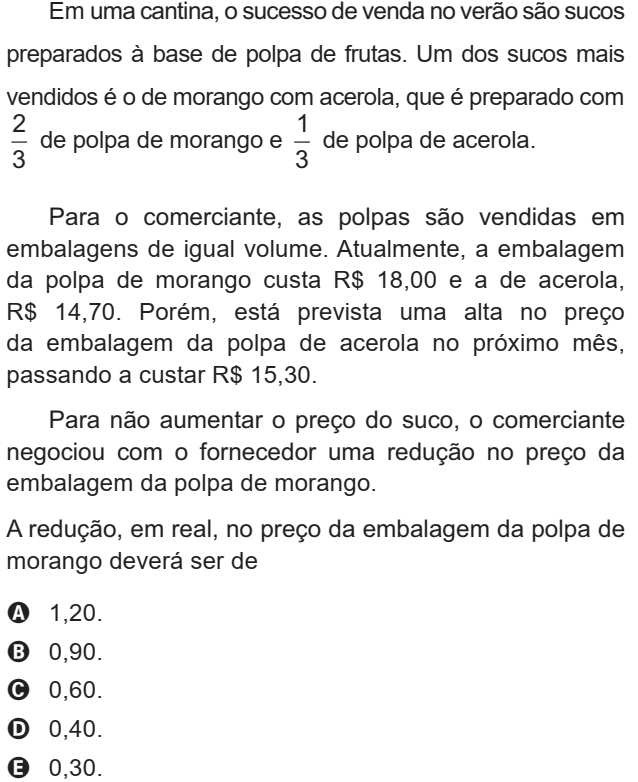 Em uma cantina, o sucesso de venda no verão são sucos
preparados à base de polpa de frutas. Um dos sucos mais
vendidos é o de morango com acerola, que é preparado com
2/3 de polpa de morango e 1/3 de polpa de acerola.
Para o comerciante, as polpas são vendidas em
embalagens de igual volume. Atualmente, a embalagem
da polpa de morango custa R$ 18,00 e a de acerola,
R$ 14,70. Porém, está prevista uma alta no preço
da embalagem da polpa de acerola no próximo mês,
passando a custar R$ 15,30.
Para não aumentar o preço do suco, o comerciante
negociou com o fornecedor uma redução no preço da
embalagem da polpa de morango.
A redução, em real, no preço da embalagem da polpa de
morango deverá ser de
A 1,20.
B 0,90.
C 0,60.
D 0,40.
E 0,30.